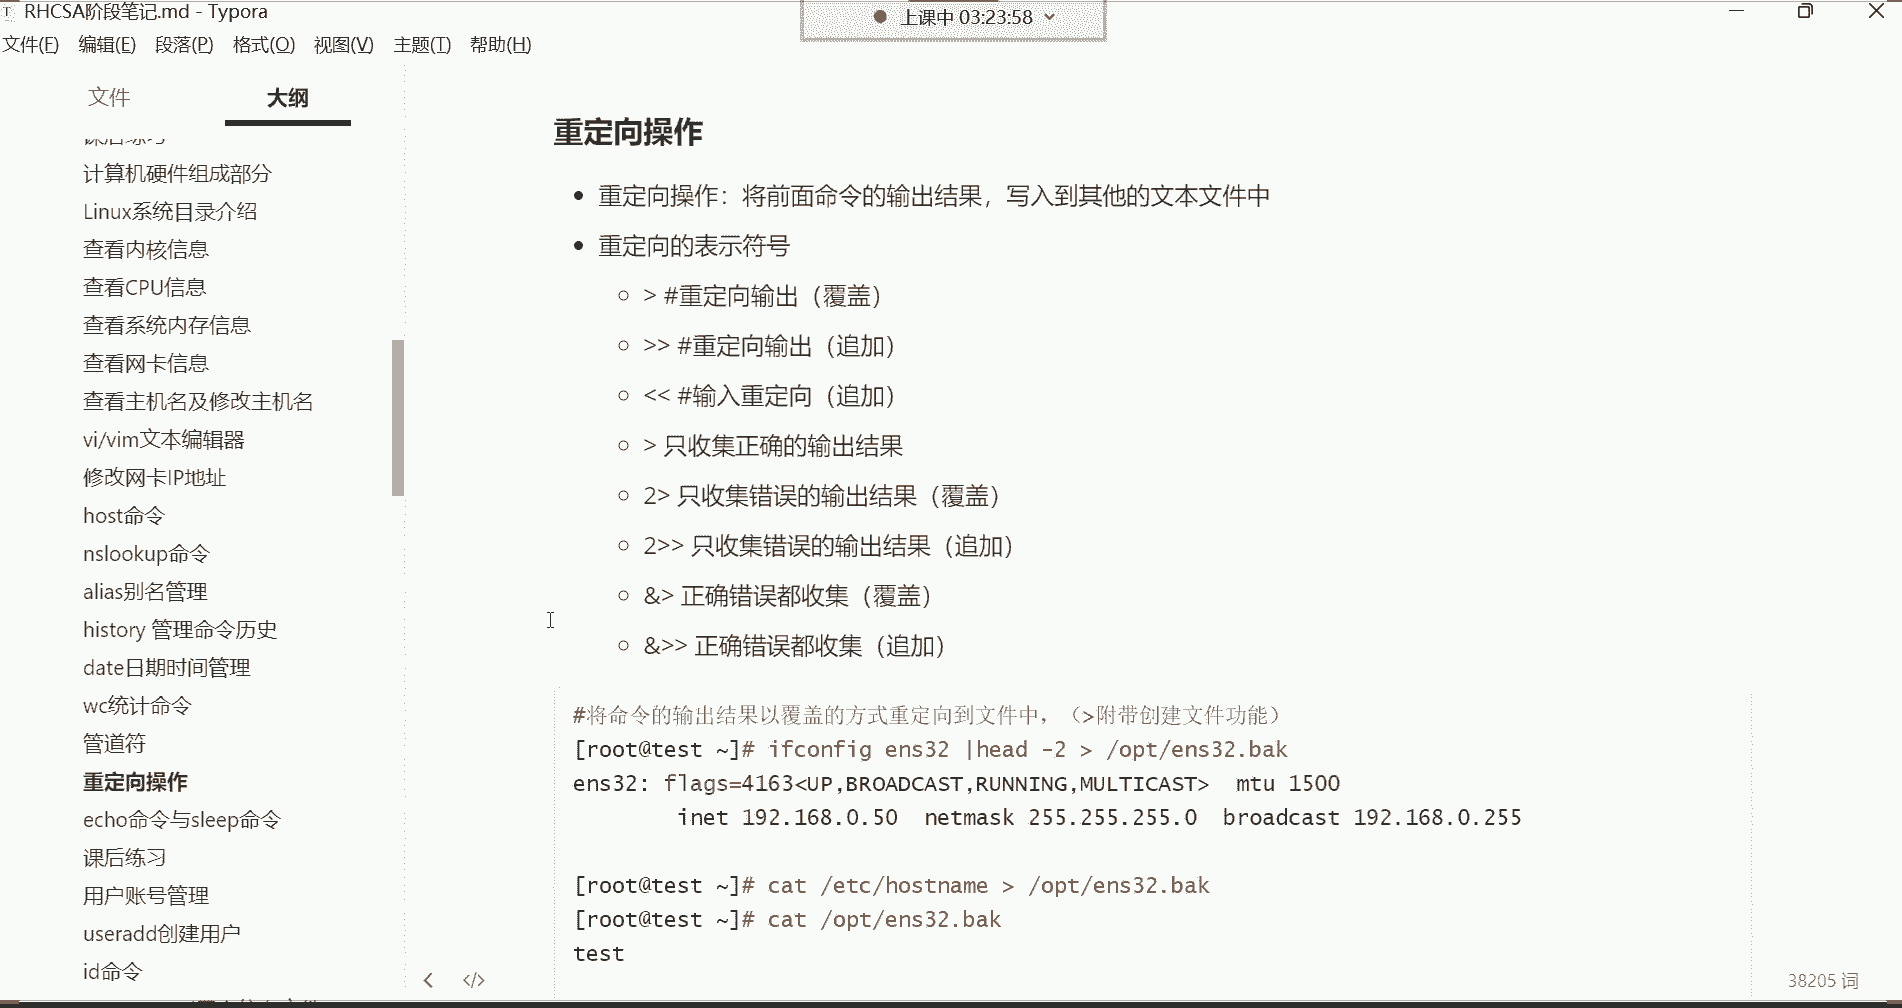 RHCSA阶段笔记.md - Typora
上课中 03:23:58
文件(F) 编辑(E) 段落(P) 格式(O) 视图(V) 主题(T) 帮助(H)
文件 大纲
计算机硬件组成部分
Linux系统目录介绍
查看内核信息
查看CPU信息
查看系统内存信息
查看网卡信息
查看主机名及修改主机名
vi/vim文本编辑器
修改网卡IP地址
host命令
nslookup命令
alias别名管理
history 管理命令历史
date日期时间管理
wc统计命令
管道符
重定向操作
echo命令与sleep命令
课后练习
用户账号管理
useradd创建用户
id命令
重定向操作
重定向操作：将前面命令的输出结果，写入到其他的文本文件中
重定向的表示符号
> #重定向输出（覆盖）
>> #重定向输出（追加）
<< #输入重定向（追加）
> 只收集正确的输出结果
2> 只收集错误的输出结果（覆盖）
2>> 只收集错误的输出结果（追加）
&> 正确错误都收集（覆盖）
&>> 正确错误都收集（追加）
#将命令的输出结果以覆盖的方式重定向到文件中，（>附带创建文件功能）
[root@test ~]# ifconfig ens32 |head -2 > /opt/ens32.bak
ens32: flags=4163<UP,BROADCAST,RUNNING,MULTICAST>  mtu 1500
        inet 192.168.0.50  netmask 255.255.255.0  broadcast 192.168.0.255
[root@test ~]# cat /etc/hostname > /opt/ens32.bak
[root@test ~]# cat /opt/ens32.bak
test
38205 词